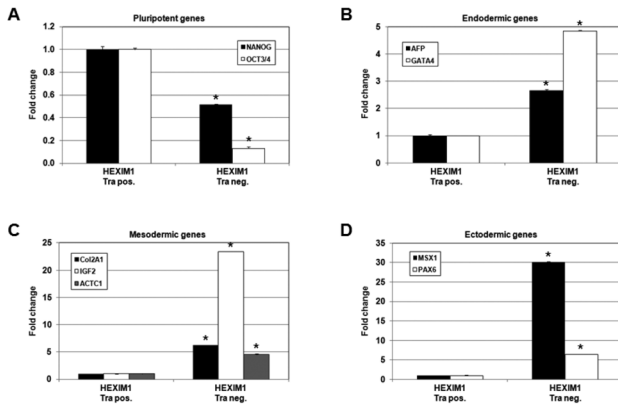 A
Pluripotent genes
NANOG
OCT3/4
Fold change
1.2
1.0
0.8
0.6
0.4
0.2
0.0
*
*
HEXIM1
Tra pos.
HEXIM1
Tra neg.
B
Endodermic genes
AFP
GATA4
Fold change
5
4
3
2
1
0
*
*
HEXIM1
Tra pos.
HEXIM1
Tra neg.
C
Mesodermic genes
Col2A1
IGF2
ACTC1
Fold change
25
20
15
10
5
0
*
*
*
HEXIM1
Tra pos.
HEXIM1
Tra neg.
D
Ectodermic genes
MSX1
PAX6
Fold change
35
30
25
20
15
10
5
0
*
*
HEXIM1
Tra pos.
HEXIM1
Tra neg.